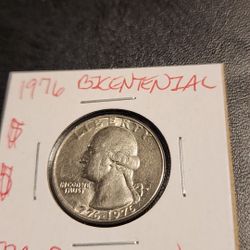 1976 BICENTENIAL
$
$
LIBERTY
IN GOD WE
TRUST
1776-1976